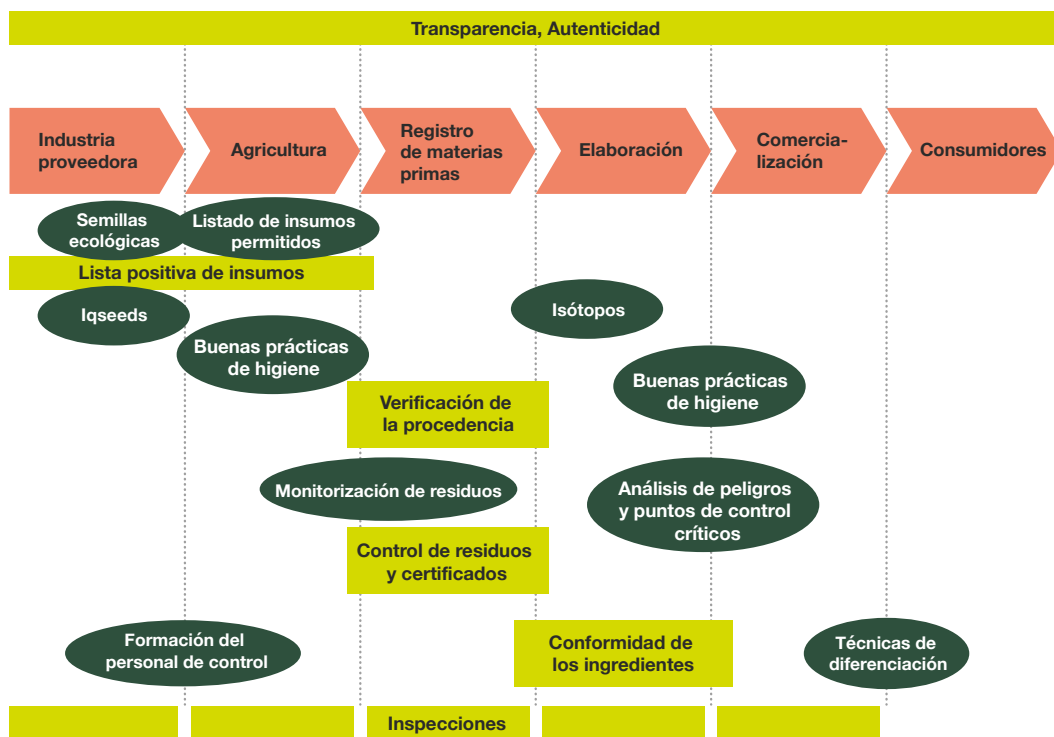 Transparencia, Autenticidad
Industria
proveedora
Agricultura
Registro
de materias
primas
Elaboración
Comercia-
lización
Consumidores
Semillas
ecológicas
Listado de insumos
permitidos
Lista positiva de insumos
Iqseeds
Isótopos
Buenas prácticas
de higiene
Buenas prácticas
de higiene
Verificación de
la procedencia
Monitorización de residuos
Análisis de peligros
y puntos de control
críticos
Control de residuos
y certificados
Formación del
personal de control
Conformidad de
los ingredientes
Técnicas de
diferenciación
Inspecciones